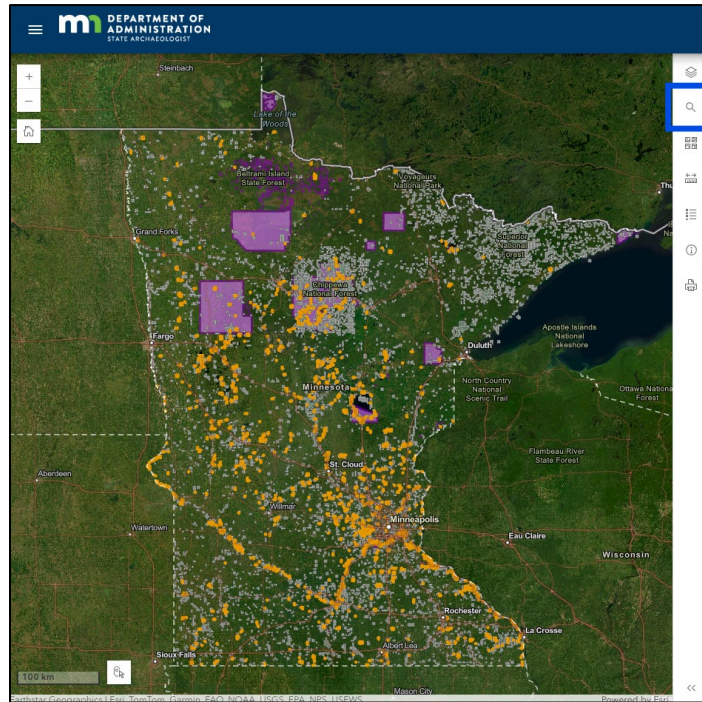 DEPARTMENT OF
ADMINISTRATION
STATE ARCHAEOLOGIST
Steinbach
Lake of the
Woods
Beltrami Island
State Forest
Voyageurs
National Park
Thu
Grand Forks
Superior
National
Forest
Chippewa
National Forest
Apostle Islands
National
Lakeshore
Fargo
Duluth
Minnesota
North Country
National
Scenic Trail
Ottawa Nationa
Forest
Flambeau River
State Forest
Aberdeen
St. Cloud
Willmar
Minneapolis
Watertown
Eau Claire
Wisconsin
Rochester
La Crosse
Albert Lea
Sioux Falls
100 km
Mason City
Earthstar Geographics | Esri, TomTom, Garmin, FAO, NOAA, USGS, EPA, NPS, USFWS
Powered by Esri